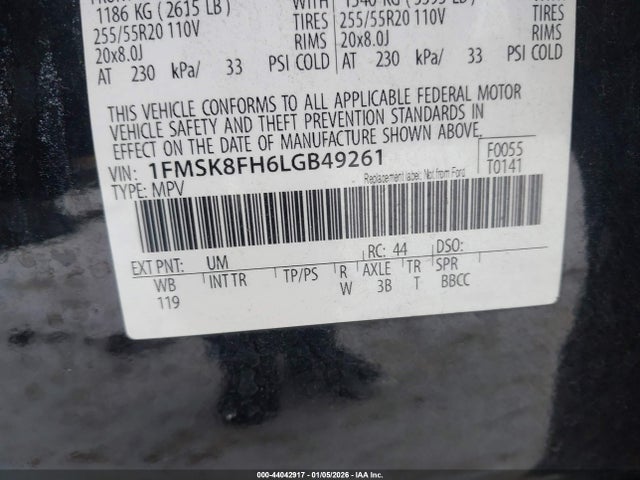 1186 KG ( 2615 LB) WITH
255/55R20 110V TIRES 255/55R20 110V
20x8.0J RIMS 20x8.0J RIMS
AT 230 kPa/ 33 PSI COLD AT 230 kPa/ 33 PSI COLD
THIS VEHICLE CONFORMS TO ALL APPLICABLE FEDERAL MOTOR
VEHICLE SAFETY AND THEFT PREVENTION STANDARDS IN
EFFECT ON THE DATE OF MANUFACTURE SHOWN ABOVE.
VIN: 1FMSK8FH6LGB49261 F0055
TYPE: MPV Replacement label: Not from Ford T0141
EXT PNT: UM RC: 44 DSO:
WB INT TR TP/PS R AXLE TR SPR
119 W 3B T BBCC
000-44042917 - 01/05/2026 - IAAI, INC.